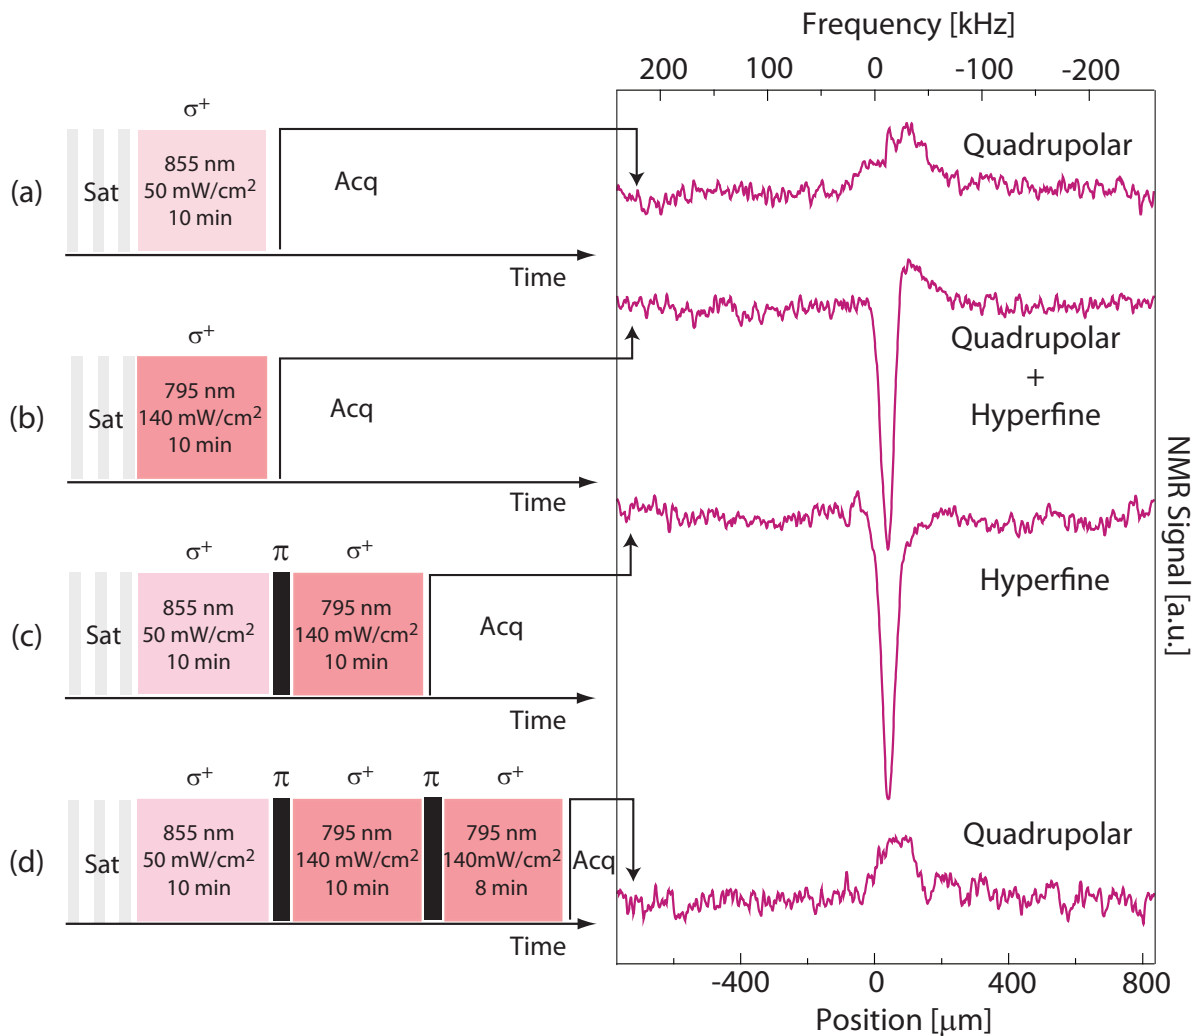 Frequency [kHz]
200 100 0 -100 -200
(a)
Sat
σ+
855 nm
50 mW/cm2
10 min
Acq
Time
Quadrupolar
(b)
Sat
σ+
795 nm
140 mW/cm2
10 min
Acq
Time
Quadrupolar
+
Hyperfine
(c)
Sat
σ+ π σ+
855 nm
50 mW/cm2
10 min
795 nm
140 mW/cm2
10 min
Acq
Time
Hyperfine
NMR Signal [a.u.]
(d)
Sat
σ+ π σ+ π σ+
855 nm
50 mW/cm2
10 min
795 nm
140 mW/cm2
10 min
795 nm
140mW/cm2
8 min
Acq
Time
Quadrupolar
-400 0 400 800
Position [μm]